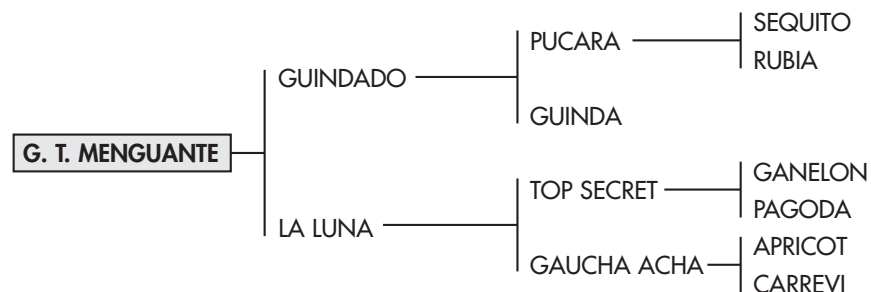 SEQUITO
PUCARA
RUBIA
GUINDADO
GUINDA
G. T. MENGUANTE
GANELON
TOP SECRET
PAGODA
LA LUNA
APRICOT
GAUCHA ACHA
CARREVI